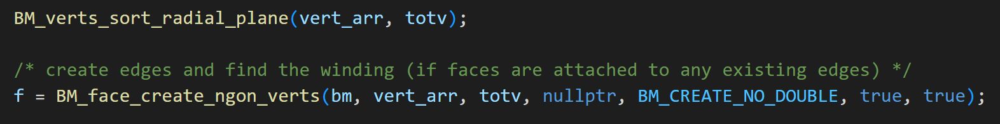 BM_verts_sort_radial_plane(vert_arr, totv);
/* create edges and find the winding (if faces are attached to any existing edges) */
f = BM_face_create_ngon_verts(bm, vert_arr, totv, nullptr, BM_CREATE_NO_DOUBLE, true, true);